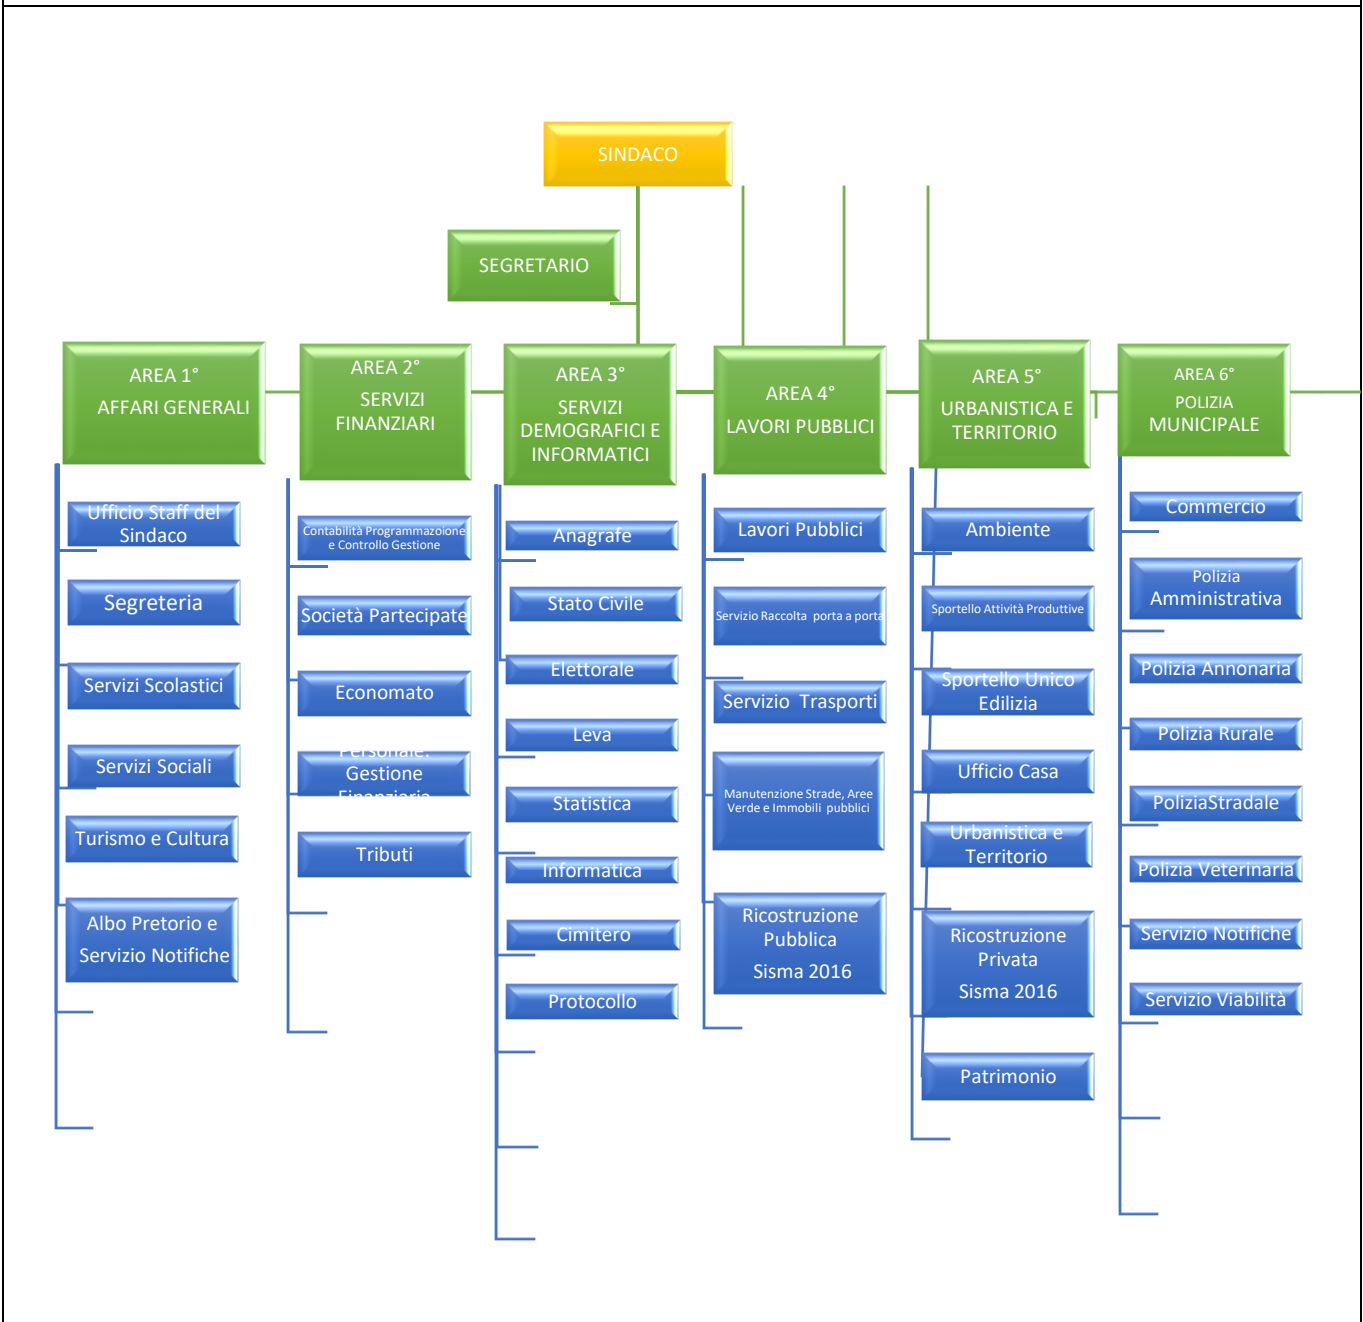 SINDACO
SEGRETARIO
AREA 1°
AFFARI GENERALI
Ufficio Staff del
Sindaco
Segreteria
Servizi Scolastici
Servizi Sociali
Turismo e Cultura
Albo Pretorio e
Servizio Notifiche
AREA 2°
SERVIZI
FINANZIARI
Contabilità Programmazoione
e Controllo Gestione
Società Partecipate
Economato
Personale.
Gestione
Finanziaria
Tributi
AREA 3°
SERVIZI
DEMOGRAFICI E
INFORMATICI
Anagrafe
Stato Civile
Elettorale
Leva
Statistica
Informatica
Cimitero
Protocollo
AREA 4°
LAVORI PUBBLICI
Lavori Pubblici
Servizio Raccolta porta a porta
Servizio Trasporti
Manutenzione Strade, Aree
Verde e Immobili pubblici
Ricostruzione
Pubblica
Sisma 2016
AREA 5°
URBANISTICA E
TERRITORIO
Ambiente
Sportello Attività Produttive
Sportello Unico
Edilizia
Ufficio Casa
Urbanistica e
Territorio
Ricostruzione
Privata
Sisma 2016
Patrimonio
AREA 6°
POLIZIA
MUNICIPALE
Commercio
Polizia
Amministrativa
Polizia Annonaria
Polizia Rurale
PoliziaStradale
Polizia Veterinaria
Servizio Notifiche
Servizio Viabilità